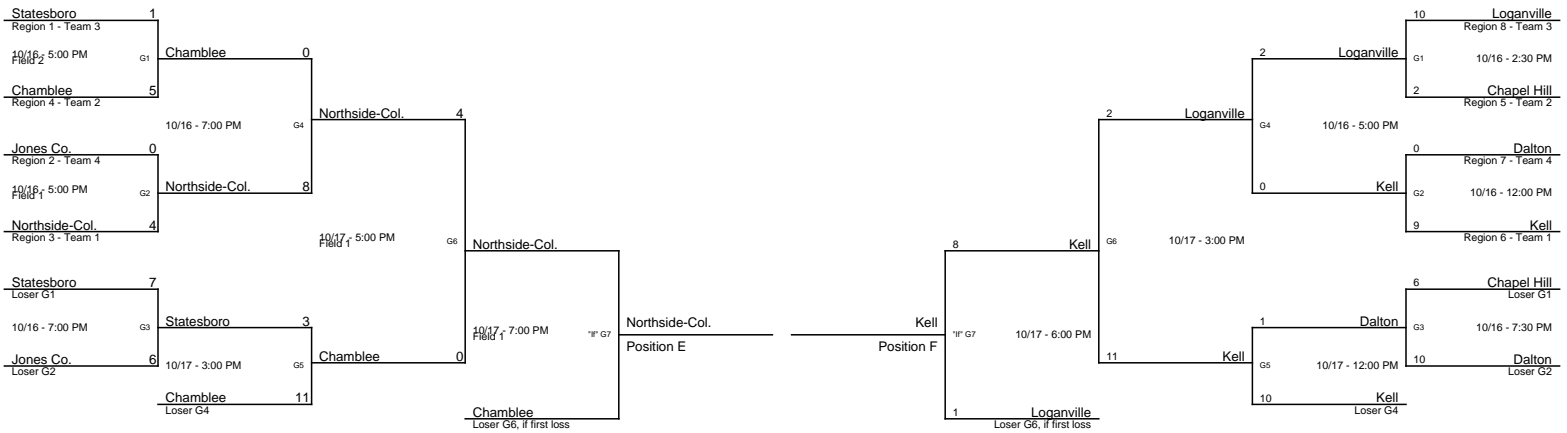 Statesboro 1
Region 1 - Team 3
10/16 - 5:00 PM
Field 2
G1
Chamblee 0
Chamblee 5
Region 4 - Team 2
10/16 - 7:00 PM
G4
Northside-Col. 4
Jones Co. 0
Region 2 - Team 4
10/16 - 5:00 PM
Field 1
G2
Northside-Col. 8
Northside-Col. 4
Region 3 - Team 1
10/17 - 5:00 PM
Field 1
G6
Northside-Col.
Statesboro 7
Loser G1
10/16 - 7:00 PM
G3
Statesboro 3
Jones Co. 6
Loser G2
10/17 - 3:00 PM
G5
Chamblee 0
Chamblee 11
Loser G4
10/17 - 7:00 PM
Field 1
"If" G7
Northside-Col.
Position E
Chamblee
Loser G6, if first loss
10 Loganville
Region 8 - Team 3
2 Loganville
G1
10/16 - 2:30 PM
2 Chapel Hill
Region 5 - Team 2
2 Loganville
G4
10/16 - 5:00 PM
0 Dalton
Region 7 - Team 4
0 Kell
G2
10/16 - 12:00 PM
9 Kell
Region 6 - Team 1
8 Kell
G6
10/17 - 3:00 PM
6 Chapel Hill
Loser G1
1 Dalton
G3
10/16 - 7:30 PM
10 Dalton
Loser G2
11 Kell
G5
10/17 - 12:00 PM
10 Kell
Loser G4
Kell
Position F
"If" G7
10/17 - 6:00 PM
1 Loganville
Loser G6, if first loss